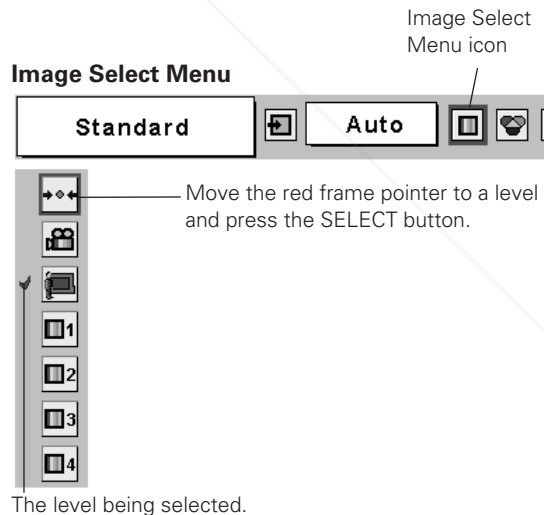 Image Select
Menu icon
Image Select Menu
Standard
Auto
Move the red frame pointer to a level
and press the SELECT button.
1
2
3
4
The level being selected.